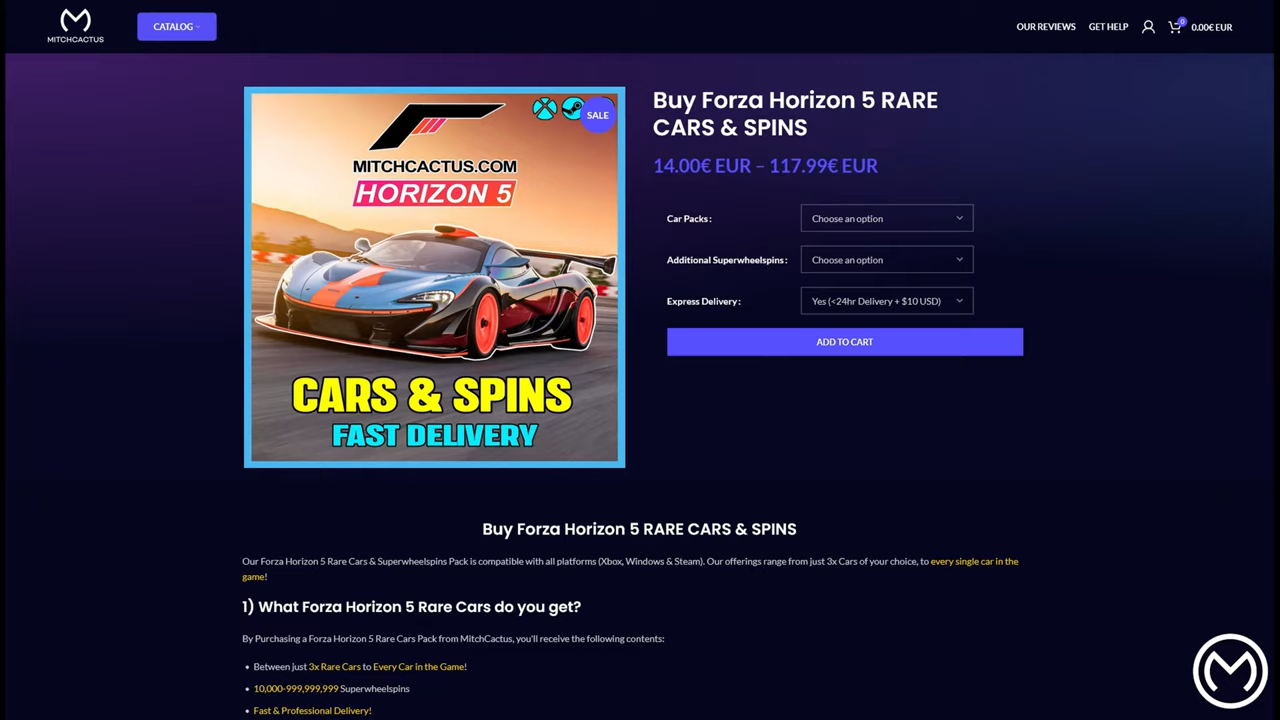 MITCHCACTUS
CATALOG
OUR REVIEWS
GET HELP
0
0.00€ EUR
SALE
MITCHCACTUS.COM
HORIZON 5
CARS & SPINS
FAST DELIVERY
Buy Forza Horizon 5 RARE
CARS & SPINS
14.00€ EUR – 117.99€ EUR
Car Packs :
Choose an option
Additional Superwheelspins :
Choose an option
Express Delivery :
Yes (<24hr Delivery + $10 USD)
ADD TO CART
Buy Forza Horizon 5 RARE CARS & SPINS
Our Forza Horizon 5 Rare Cars & Superwheelspins Pack is compatible with all platforms (Xbox, Windows & Steam). Our offerings range from just 3x Cars of your choice, to every single car in the
game!
1) What Forza Horizon 5 Rare Cars do you get?
By Purchasing a Forza Horizon 5 Rare Cars Pack from MitchCactus, you'll receive the following contents:
• Between just 3x Rare Cars to Every Car in the Game!
• 10,000-999,999,999 Superwheelspins
• Fast & Professional Delivery!